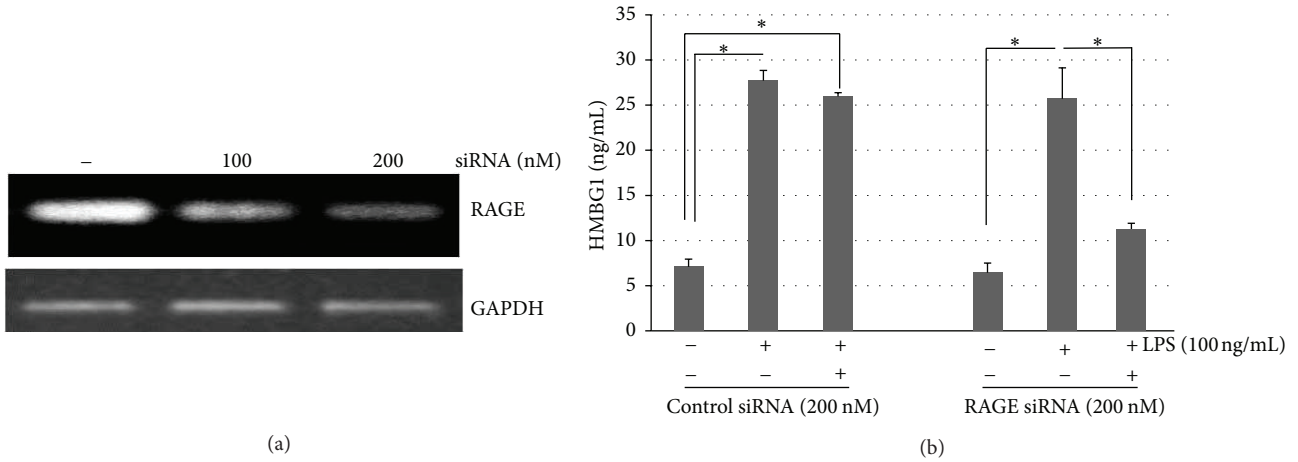 – 100 200 siRNA (nM)
RAGE
GAPDH
(a)
HMBG1 (ng/mL)
35
30
25
20
15
10
5
0
* * * *
– + + – + + LPS (100 ng/mL)
– – + – – +
Control siRNA (200 nM) RAGE siRNA (200 nM)
(b)